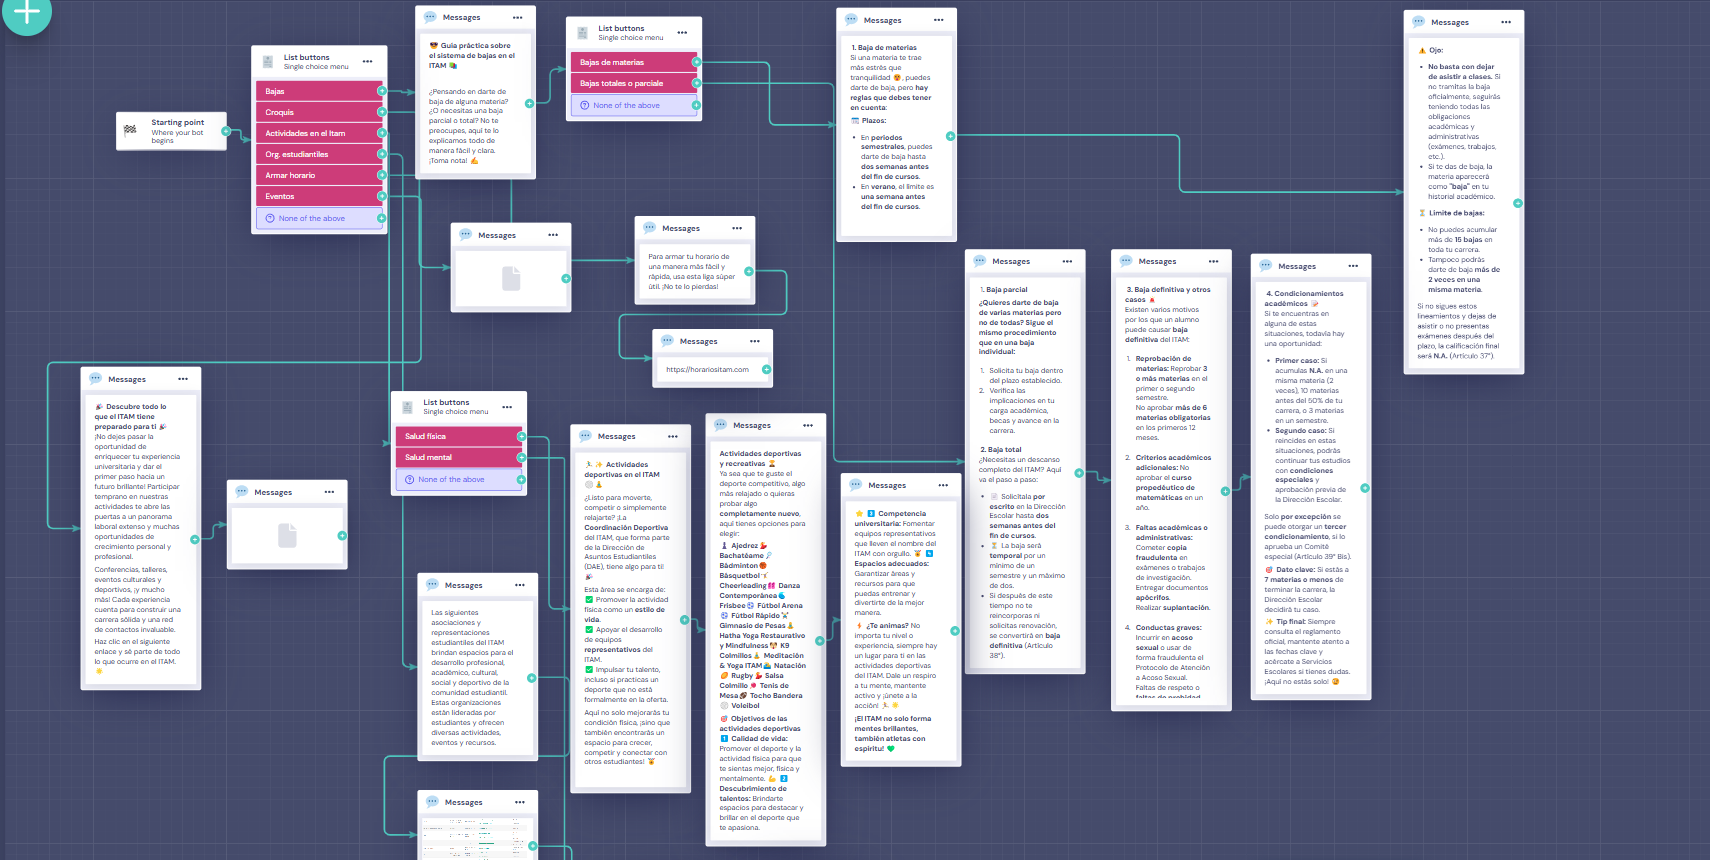 Starting point
Where your bot
begins
List buttons
Single choice menu
Bajas
Croquis
Actividades en el Itam
Org. estudiantiles
Armar horario
Eventos
None of the above
Messages
Guía práctica sobre
el sistema de bajas en el
ITAM
¿Pensando en darte de
baja de alguna materia?
¿O necesitas una baja
parcial o total? No te
preocupes, aquí te lo
explicamos todo de
manera fácil y clara.
¡Toma nota!
List buttons
Single choice menu
Bajas de materias
Bajas totales o parciale
None of the above
Messages
1. Baja de materias
Si una materia te trae
más estrés que
tranquilidad , puedes
darte de baja, pero hay
reglas que debes tener
en cuenta:
Plazos:
• En periodos
semestrales, puedes
darte de baja hasta
dos semanas antes
del fin de cursos.
• En verano, el límite es
una semana antes
del fin de cursos.
Messages
Ojo:
• No basta con dejar
de asistir a clases. Si
no tramitas la baja
oficialmente, seguirás
teniendo todas las
obligaciones
académicas y
administrativas
(exámenes, trabajos,
etc.).
• Si te das de baja, la
materia aparecerá
como "baja" en tu
historial académico.
Límite de bajas:
• No puedes acumular
más de 15 bajas en
toda tu carrera.
• Tampoco podrás
darte de baja más de
2 veces en una
misma materia.
Si no sigues estos
lineamientos y dejas de
asistir o no presentas
exámenes después del
plazo, la calificación final
será N.A. (Artículo 37°).
Messages
Messages
Para armar tu horario de
una manera más fácil y
rápida, usa esta liga súper
útil. ¡No te lo pierdas!
Messages
https://horariositam.com
Messages
1. Baja parcial
¿Quieres darte de baja
de varias materias pero
no de todas? Sigue el
mismo procedimiento
que en una baja
individual:
1. Solicita tu baja dentro
del plazo establecido.
2. Verifica las
implicaciones en tu
carga académica,
becas y avance en la
carrera.
2. Baja total
¿Necesitas un descanso
completo del ITAM? Aquí
va el paso a paso:
• Solicítala por
escrito en la Dirección
Escolar hasta dos
semanas antes del
fin de cursos.
• La baja será
temporal por un
mínimo de un
semestre y un máximo
de dos.
• Si después de este
tiempo no te
reincorporas ni
solicitas renovación,
se convertirá en baja
definitiva (Artículo
38°).
Messages
3. Baja definitiva y otros
casos
Existen varios motivos
por los que un alumno
puede causar baja
definitiva del ITAM:
1. Reprobación de
materias: Reprobar 3
o más materias en el
primer o segundo
semestre.
No aprobar más de 6
materias obligatorias
en los primeros 12
meses.
2. Criterios académicos
adicionales: No
aprobar el curso
propedéutico de
matemáticas en un
año.
3. Faltas académicas o
administrativas:
Cometer copia
fraudulenta en
exámenes o trabajos
de investigación.
Entregar documentos
apócrifos.
Realizar suplantación.
4. Conductas graves:
Incurrir en acoso
sexual o usar de
forma fraudulenta el
Protocolo de Atención
a Acoso Sexual.
Faltas de respeto o
faltas de probidad
Messages
4. Condicionamientos
académicos
Si te encuentras en
alguna de estas
situaciones, todavía hay
una oportunidad:
• Primer caso: Si
acumulas N.A. en una
misma materia (2
veces), 10 materias
antes del 50% de tu
carrera, o 3 materias
en un semestre.
• Segundo caso: Si
reincides en estas
situaciones, podrás
continuar tus estudios
con condiciones
especiales y
aprobación previa de
la Dirección Escolar.
Solo por excepción se
puede otorgar un tercer
condicionamiento, si lo
aprueba un Comité
especial (Artículo 39° Bis).
Dato clave: Si estás a
7 materias o menos de
terminar la carrera, la
Dirección Escolar
decidirá tu caso.
Tip final: Siempre
consulta el reglamento
oficial, mantente atento a
las fechas clave y
acércate a Servicios
Escolares si tienes dudas.
¡Aquí no estás solo!
Messages
Descubre todo lo
que el ITAM tiene
preparado para ti
¡No dejes pasar la
oportunidad de
enriquecer tu experiencia
universitaria y dar el
primer paso hacia un
futuro brillante! Participar
temprano en nuestras
actividades te abre las
puertas a un panorama
laboral extenso y muchas
oportunidades de
crecimiento personal y
profesional.
Conferencias, talleres,
eventos culturales y
deportivos, ¡y mucho
más! Cada experiencia
cuenta para construir una
carrera sólida y una red
de contactos invaluable.
Haz clic en el siguiente
enlace y sé parte de todo
lo que ocurre en el ITAM.
Messages
List buttons
Single choice menu
Salud física
Salud mental
None of the above
Messages
Las siguientes
asociaciones y
representaciones
estudiantiles del ITAM
brindan espacios para el
desarrollo profesional,
académico, cultural,
social y deportivo de la
comunidad estudiantil.
Estas organizaciones
están lideradas por
estudiantes y ofrecen
diversas actividades,
eventos y recursos.
Messages
Messages
Actividades
deportivas en el ITAM
¿Listo para moverte,
competir o simplemente
relajarte? ¡La
Coordinación Deportiva
del ITAM, que forma
parte de la Dirección de
Asuntos Estudiantiles
(DAE), tiene algo para ti!
Esta área se encarga de:
Promover la actividad
física como un estilo de
vida.
Apoyar el desarrollo
de equipos
representativos del
ITAM.
Impulsar tu talento,
incluso si practicas un
deporte que no está
formalmente en la oferta.
Aquí no solo mejorarás tu
condición física, ¡sino que
también encontrarás un
espacio para crecer,
competir y conectar con
otros estudiantes!
Messages
Actividades deportivas
y recreativas
Ya sea que te guste el
deporte competitivo, algo
más relajado o quieras
probar algo
completamente nuevo,
aquí tienes opciones para
elegir:
Ajedrez
Bachatéame
Bádminton
Básquetbol
Cheerleading Danza
Contemporánea
Frisbee Fútbol Arena
Fútbol Rápido
Gimnasio de Pesas
Hatha Yoga Restaurativo
y Mindfulness K9
Colmillos Meditación
& Yoga ITAM Natación
Rugby Salsa
Colmillo Tenis de
Mesa Tocho Bandera
Voleibol
Objetivos de las
actividades deportivas
1 Calidad de vida:
Promover el deporte y la
actividad física para que
te sientas mejor, física y
mentalmente. 2
Descubrimiento de
talentos: Brindarte
espacios para destacar y
brillar en el deporte que
te apasiona.
Messages
3 Competencia
universitaria: Fomentar
equipos representativos
que lleven el nombre del
ITAM con orgullo. 4
Espacios adecuados:
Garantizar áreas y
recursos para que
puedas entrenar y
divertirte de la mejor
manera.
¿Te animas? No
importa tu nivel o
experiencia, siempre hay
un lugar para ti en las
actividades deportivas
del ITAM. Dale un respiro
a tu mente, mantente
activo y ¡únete a la
acción!
¡El ITAM no solo forma
mentes brillantes,
también atletas con
espíritu!